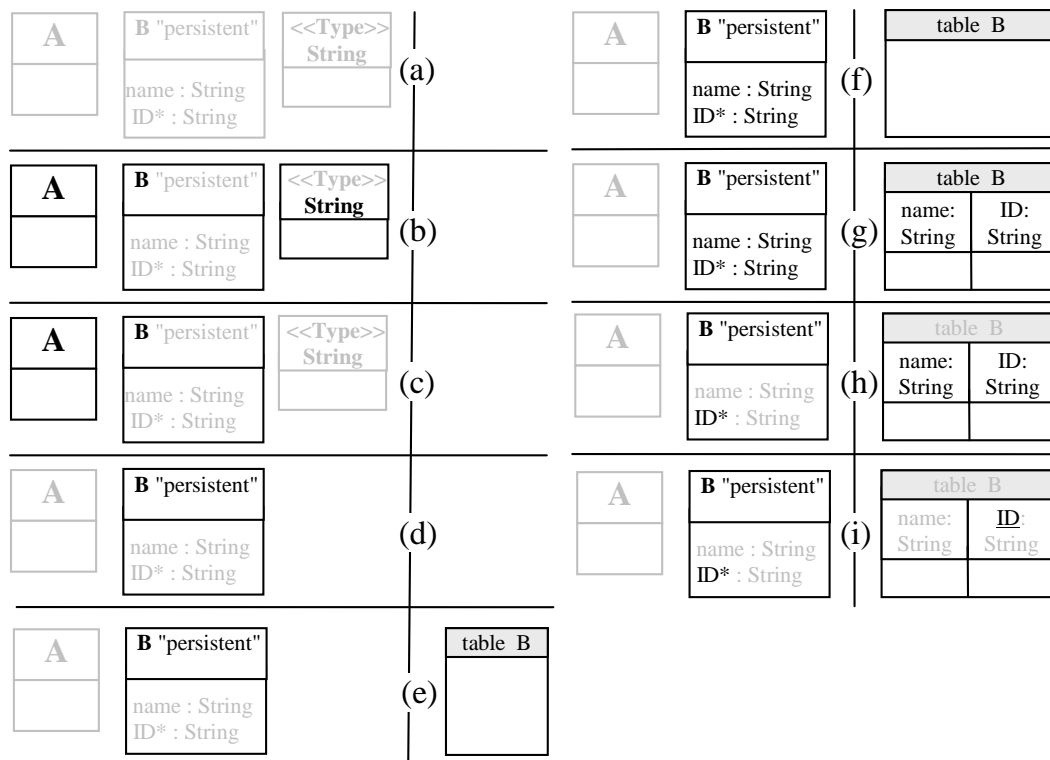 A
B "persistent"
name : String
ID* : String
<<Type>>
String
(a)
A
B "persistent"
name : String
ID* : String
<<Type>>
String
(b)
A
B "persistent"
name : String
ID* : String
<<Type>>
String
(c)
A
B "persistent"
name : String
ID* : String
(d)
A
B "persistent"
name : String
ID* : String
(e)
table B
A
B "persistent"
name : String
ID* : String
(f)
table B
A
B "persistent"
name : String
ID* : String
(g)
table B
name:
String
ID:
String
A
B "persistent"
name : String
ID* : String
(h)
table B
name:
String
ID:
String
A
B "persistent"
name : String
ID* : String
(i)
table B
name:
String
ID:
String